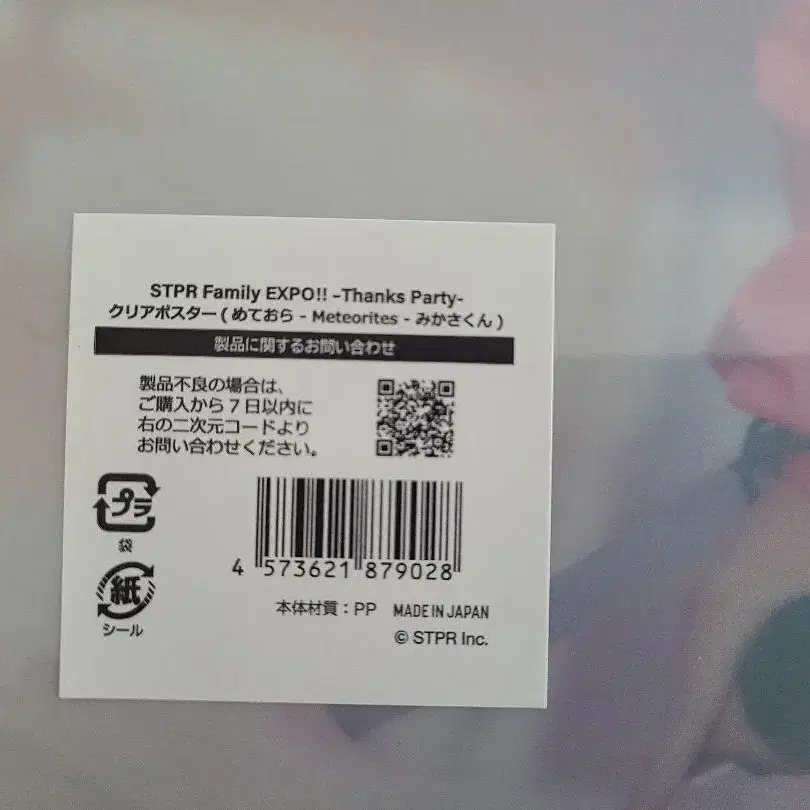 STPR Family EXPO!! -Thanks Party-
クリアポスター ( めておら - Meteorites - みかさくん )
製品に関するお問い合わせ
製品不良の場合は、
ご購入から7日以内に
右の二次元コードより
お問い合わせください。
プラ
袋
紙
シール
4 573621 879028
本体材質：PP MADE IN JAPAN
© STPR Inc.